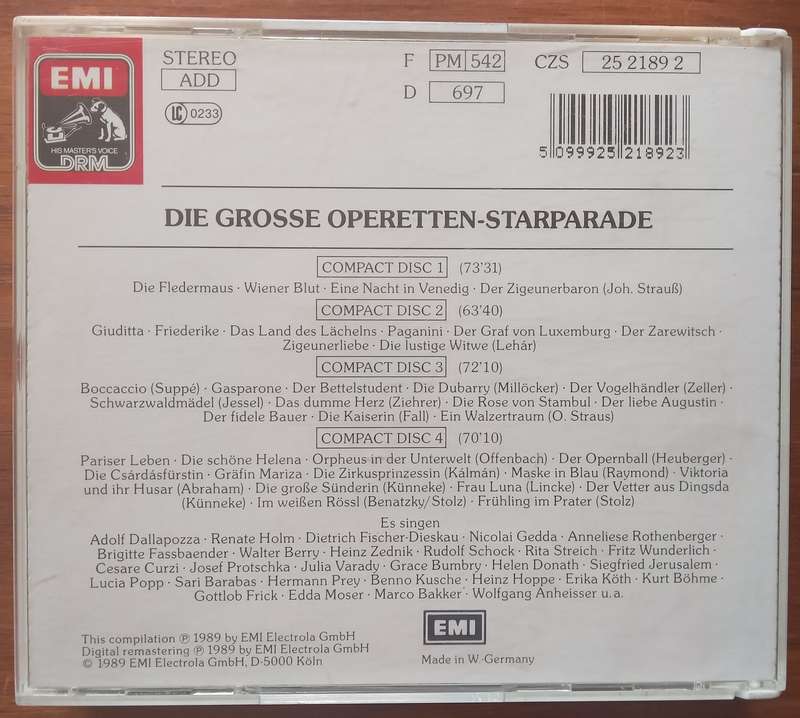 EMI
HIS MASTER'S VOICE
DRM
STEREO
ADD
LC 0233
F PM 542 CZS 25 2189 2
D 697
5 099925 218923
DIE GROSSE OPERETTEN-STARPARADE
COMPACT DISC 1 (73'31)
Die Fledermaus · Wiener Blut · Eine Nacht in Venedig · Der Zigeunerbaron (Joh. Strauß)
COMPACT DISC 2 (63'40)
Giuditta · Friederike · Das Land des Lächelns · Paganini · Der Graf von Luxemburg · Der Zarewitsch ·
Zigeunerliebe · Die lustige Witwe (Lehár)
COMPACT DISC 3 (72'10)
Boccaccio (Suppé) · Gasparone · Der Bettelstudent · Die Dubarry (Millöcker) · Der Vogelhändler (Zeller) ·
Schwarzwaldmädel (Jessel) · Das dumme Herz (Ziehrer) · Die Rose von Stambul · Der liebe Augustin ·
Der fidele Bauer · Die Kaiserin (Fall) · Ein Walzertraum (O. Straus)
COMPACT DISC 4 (70'10)
Pariser Leben · Die schöne Helena · Orpheus in der Unterwelt (Offenbach) · Der Opernball (Heuberger) ·
Die Csárdásfürstin · Gräfin Mariza · Die Zirkusprinzessin (Kálmán) · Maske in Blau (Raymond) · Viktoria
und ihr Husar (Abraham) · Die große Sünderin (Künneke) · Frau Luna (Lincke) · Der Vetter aus Dingsda
(Künneke) · Im weißen Rössl (Benatzky/Stolz) · Frühling im Prater (Stolz)
Es singen
Adolf Dallapozza · Renate Holm · Dietrich Fischer-Dieskau · Nicolai Gedda · Anneliese Rothenberger ·
Brigitte Fassbaender · Walter Berry · Heinz Zednik · Rudolf Schock · Rita Streich · Fritz Wunderlich ·
Cesare Curzi · Josef Protschka · Julia Varady · Grace Bumbry · Helen Donath · Siegfried Jerusalem ·
Lucia Popp · Sari Barabas · Hermann Prey · Benno Kusche · Heinz Hoppe · Erika Köth · Kurt Böhme ·
Gottlob Frick · Edda Moser · Marco Bakker · Wolfgang Anheisser u.a.
This compilation ℗ 1989 by EMI Electrola GmbH
Digital remastering ℗ 1989 by EMI Electrola GmbH
© 1989 EMI Electrola GmbH, D-5000 Köln
EMI
Made in W.-Germany